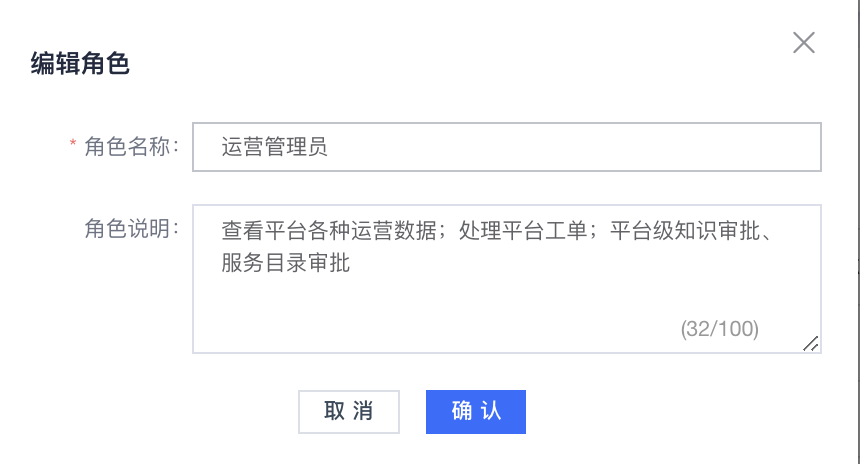 编辑角色
* 角色名称: 运营管理员
角色说明: 查看平台各种运营数据；处理平台工单；平台级知识审批、
服务目录审批
(32/100)
取 消 确 认